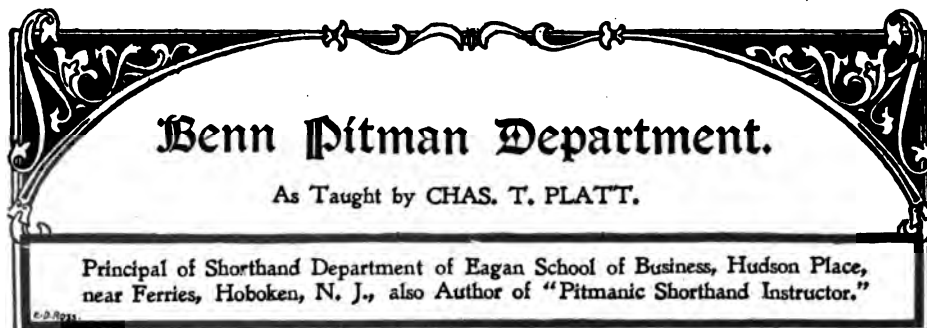 Benn Pitman Department.
As Taught by CHAS. T. PLATT.
Principal of Shorthand Department of Eagan School of Business, Hudson Place,
near Ferries, Hoboken, N. J., also Author of "Pitmanic Shorthand Instructor."
E.D.Ross.